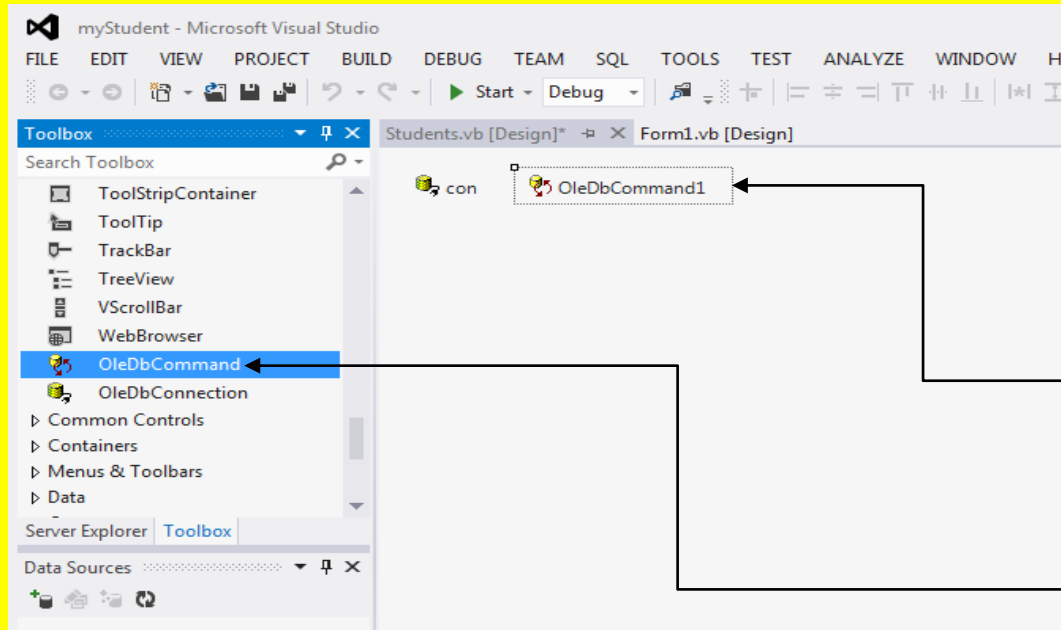 myStudent - Microsoft Visual Studio
FILE EDIT VIEW PROJECT BUILD DEBUG TEAM SQL TOOLS TEST ANALYZE WINDOW H
Start Debug
Toolbox
Students.vb [Design]* Form1.vb [Design]
Search Toolbox
con OleDbCommand1
ToolStripContainer
ToolTip
TrackBar
TreeView
VScrollBar
WebBrowser
OleDbCommand
OleDbConnection
Common Controls
Containers
Menus & Toolbars
Data
Server Explorer Toolbox
Data Sources